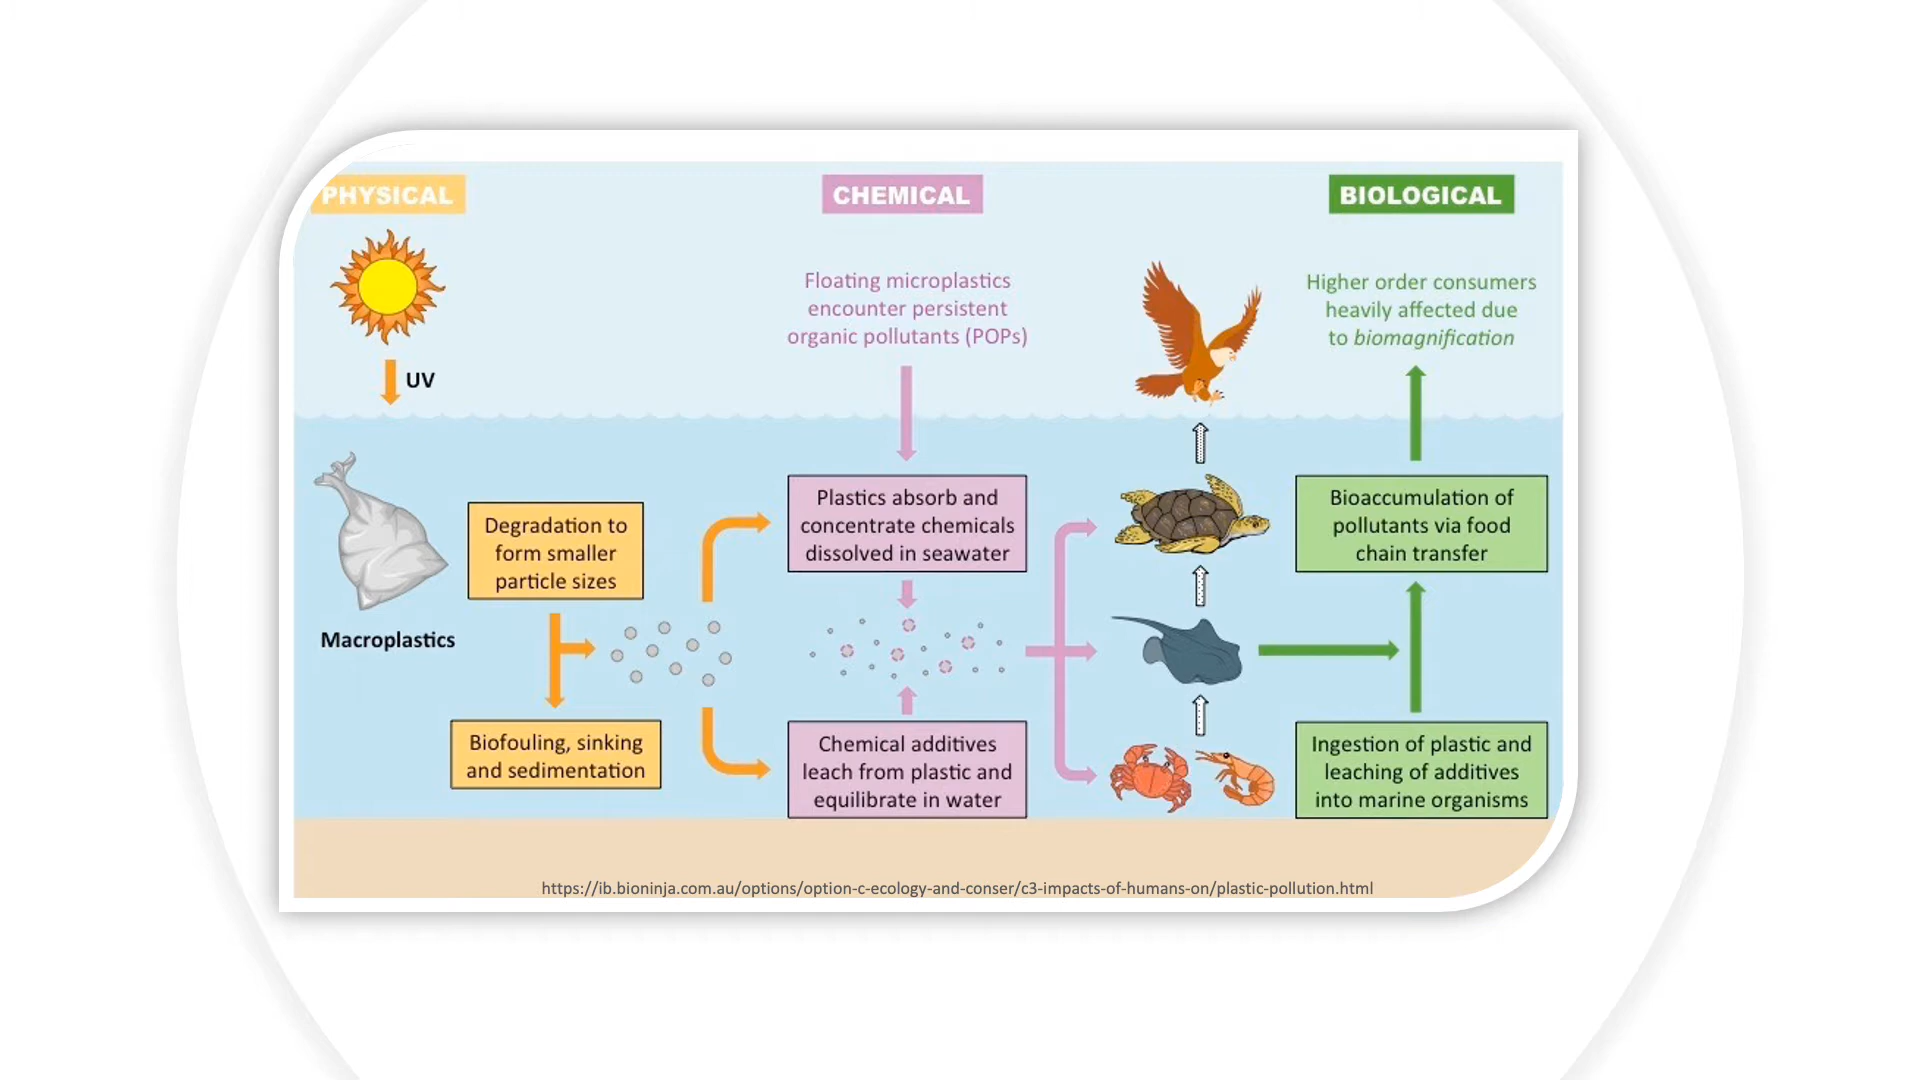 PHYSICAL
CHEMICAL
BIOLOGICAL
Floating microplastics
encounter persistent
organic pollutants (POPs)
Higher order consumers
heavily affected due
to biomagnification
UV
Macroplastics
Degradation to
form smaller
particle sizes
Biofouling, sinking
and sedimentation
Plastics absorb and
concentrate chemicals
dissolved in seawater
Chemical additives
leach from plastic and
equilibrate in water
Bioaccumulation of
pollutants via food
chain transfer
Ingestion of plastic and
leaching of additives
into marine organisms
https://ib.bioninja.com.au/options/option-c-ecology-and-conser/c3-impacts-of-humans-on/plastic-pollution.html